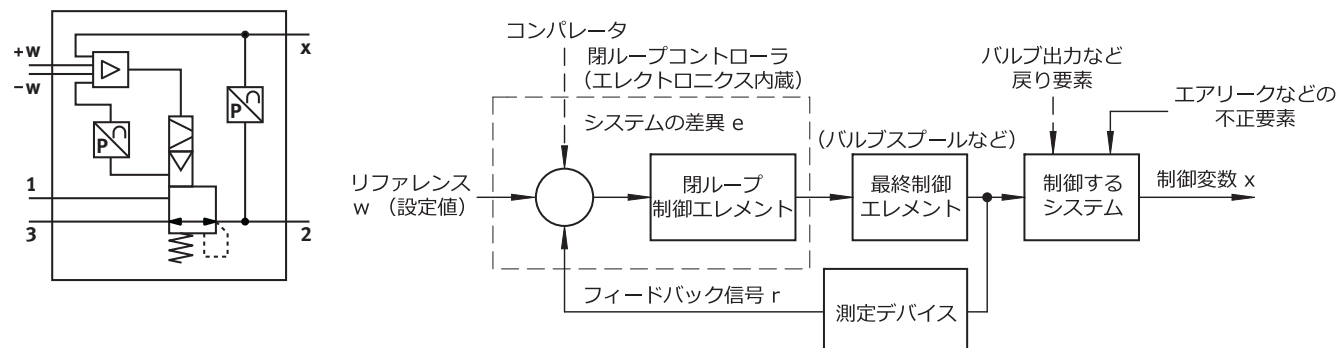 +w
-w
x
P
P
1
3
2
コンパレータ
閉ループコントローラ
(エレクトロニクス内蔵)
システムの差異 e
リファレンス
w (設定値)
閉ループ
制御エレメント
(バルブスプールなど)
最終制御
エレメント
バルブ出力など
戻り要素
エアリークなどの
不正要素
制御する
システム
制御変数 x
フィードバック信号 r
測定デバイス